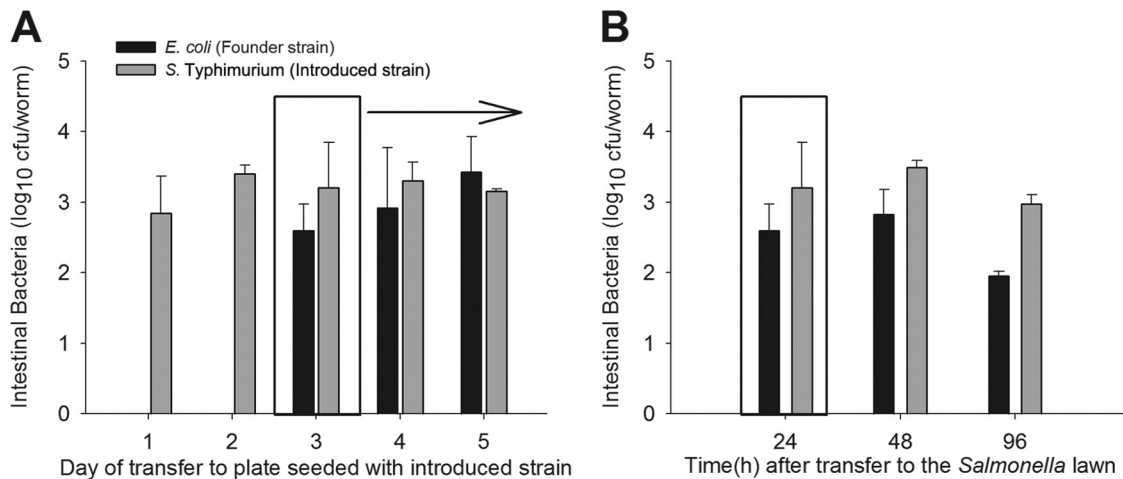 A
E. coli (Founder strain)
S. Typhimurium (Introduced strain)
Intestinal Bacteria (log10 cfu/worm)
5
4
3
2
1
0
1 2 3 4 5
Day of transfer to plate seeded with introduced strain
B
Intestinal Bacteria (log10 cfu/worm)
5
4
3
2
1
0
24 48 96
Time(h) after transfer to the Salmonella lawn